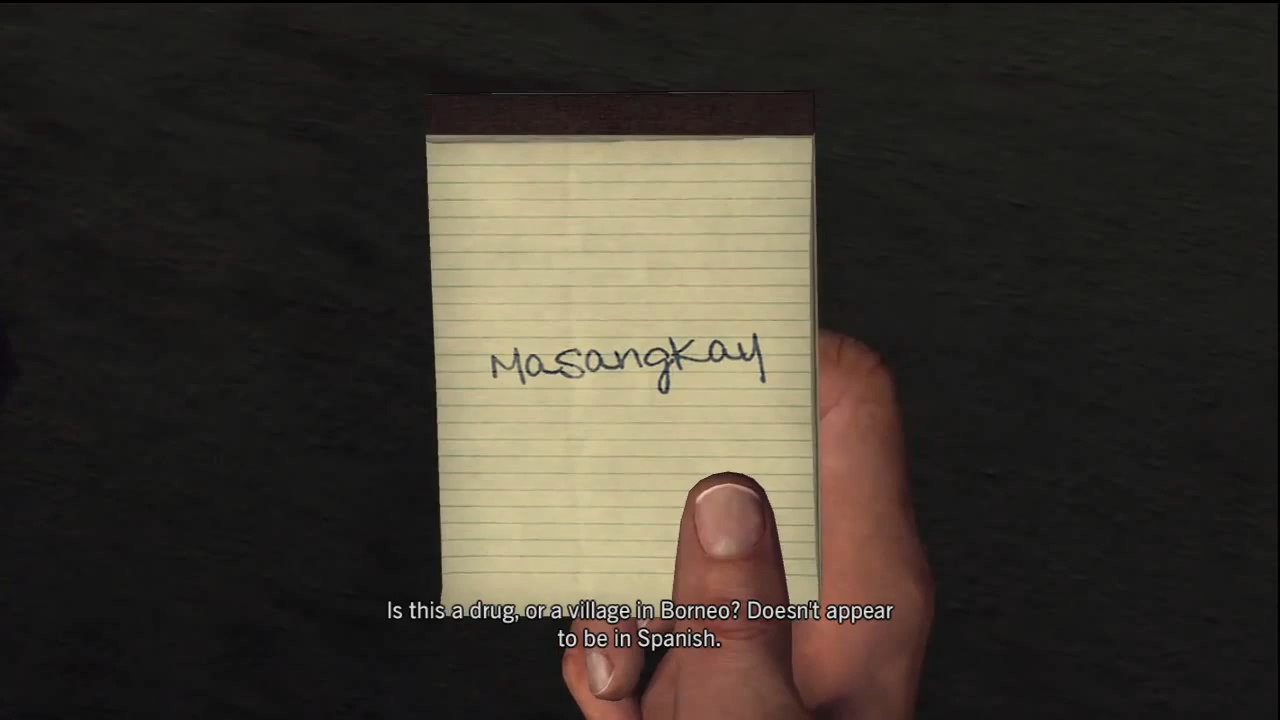 Masangkay
Is this a drug, or a village in Borneo? Doesn't appear
to be in Spanish.